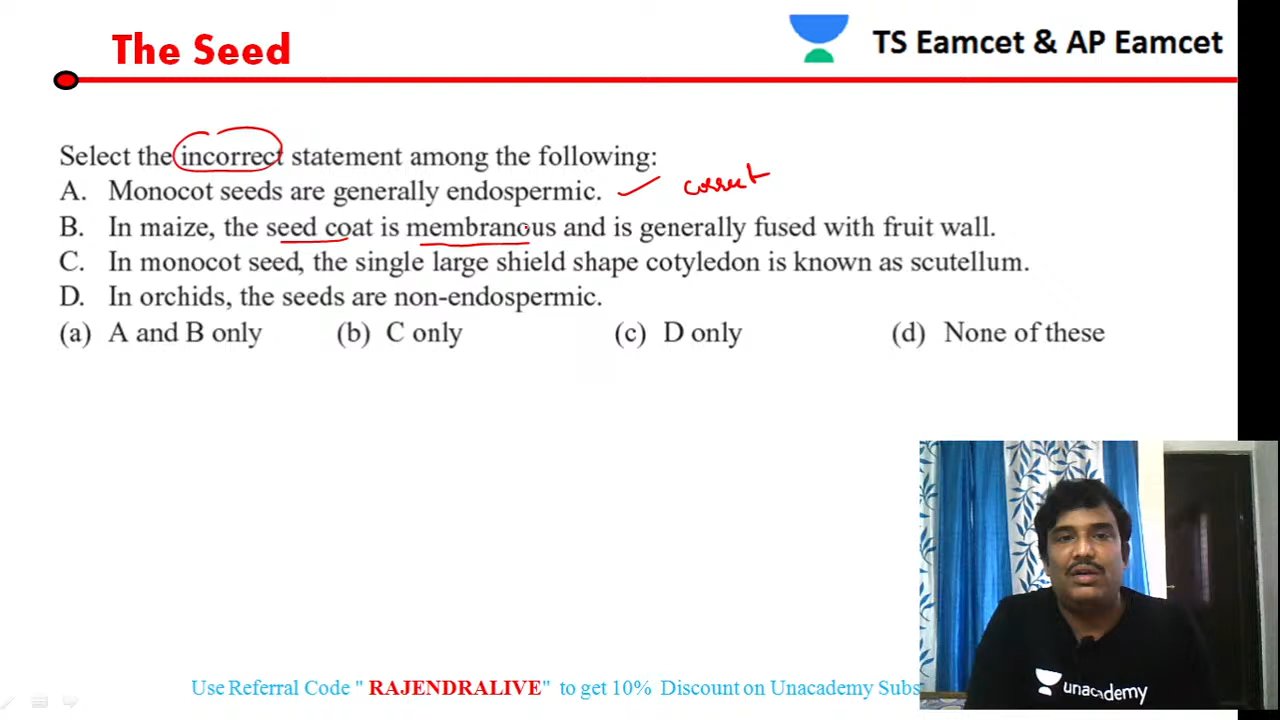 The Seed
TS Eamcet & AP Eamcet
Select the incorrect statement among the following:
A. Monocot seeds are generally endospermic. correct
B. In maize, the seed coat is membranous and is generally fused with fruit wall.
C. In monocot seed, the single large shield shape cotyledon is known as scutellum.
D. In orchids, the seeds are non-endospermic.
(a) A and B only (b) C only (c) D only (d) None of these
unacademy
Use Referral Code " RAJENDRALIVE" to get 10% Discount on Unacademy Subs